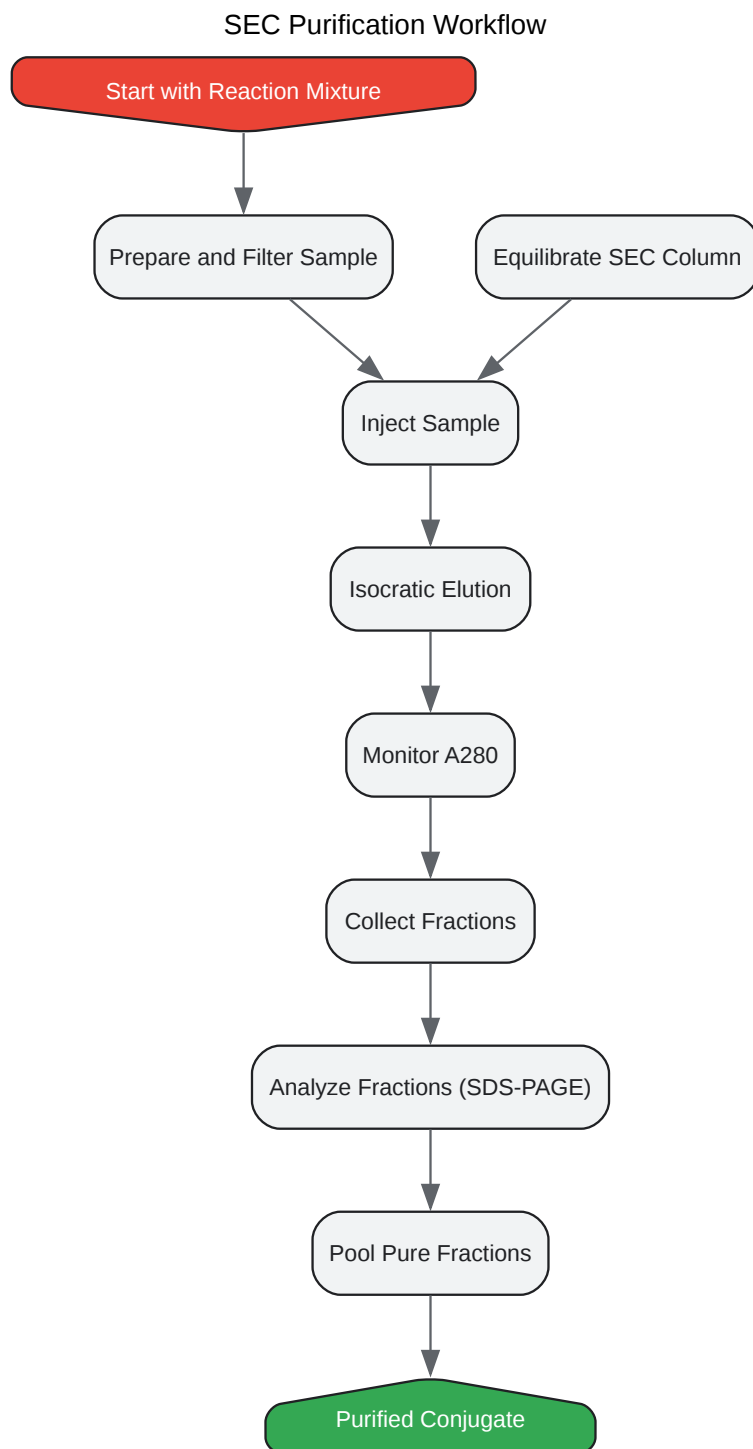 SEC Purification Workflow
Start with Reaction Mixture
Prepare and Filter Sample
Equilibrate SEC Column
Inject Sample
Isocratic Elution
Monitor A280
Collect Fractions
Analyze Fractions (SDS-PAGE)
Pool Pure Fractions
Purified Conjugate